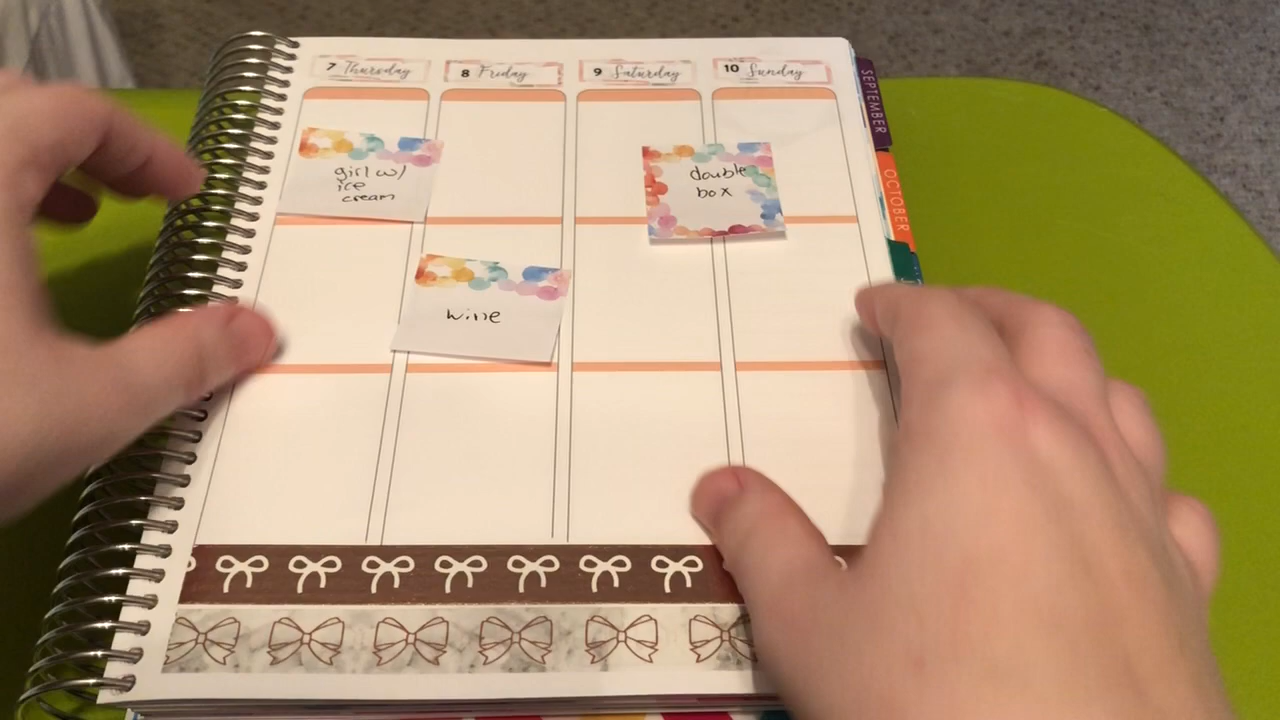 7 Thursday
8 Friday
9 Saturday
10 Sunday
SEPTEMBER
OCTOBER
girl w/
ice
cream
double
box
wine